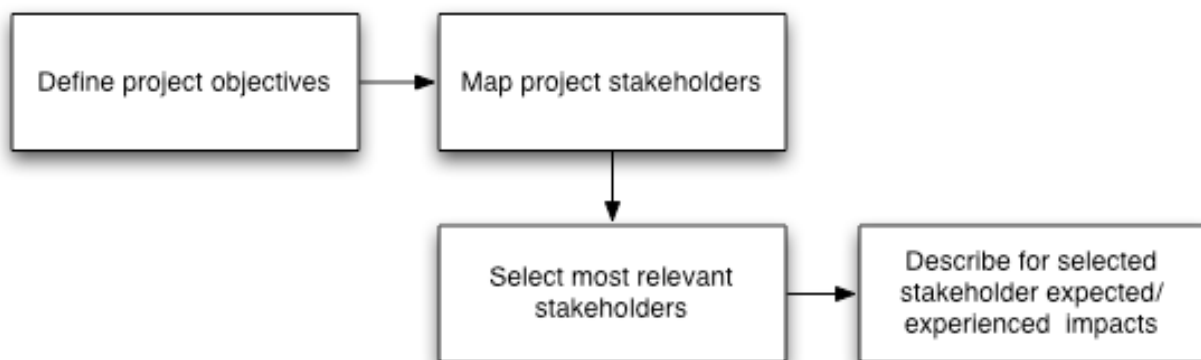 Define project objectives
Map project stakeholders
Select most relevant
stakeholders
Describe for selected
stakeholder expected/
experienced  impacts